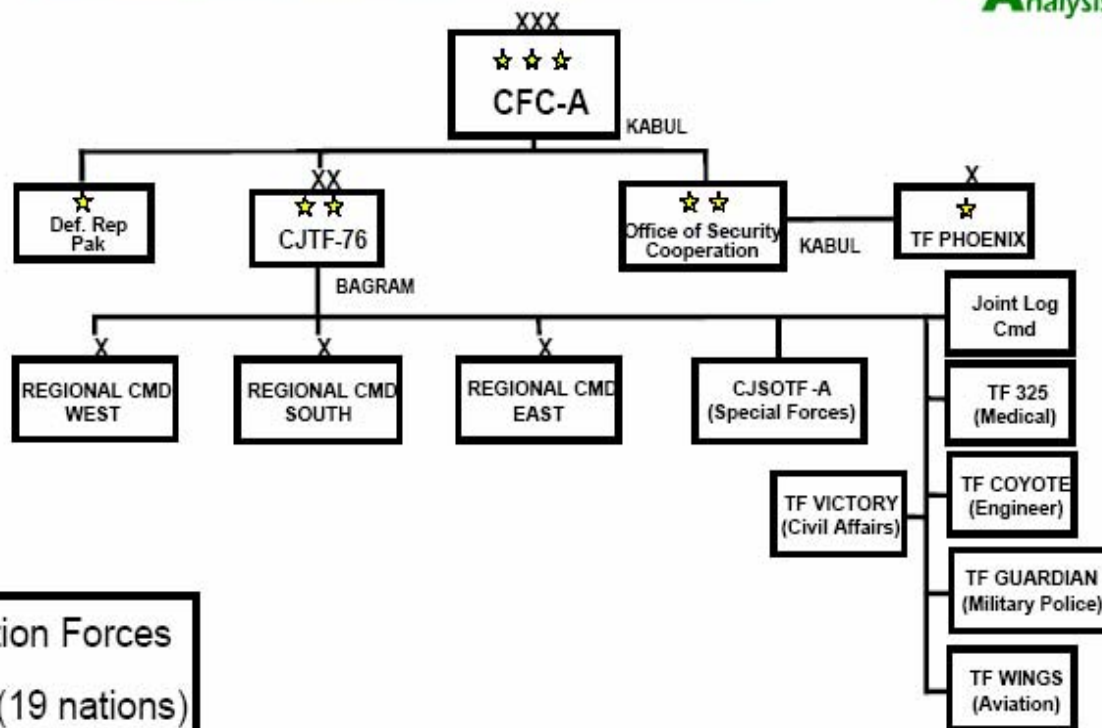 Analysis
XXX
CFC-A
KABUL
Def. Rep
Pak
XX
CJTF-76
BAGRAM
Office of Security
Cooperation
KABUL
X
TF PHOENIX
X
REGIONAL CMD
WEST
X
REGIONAL CMD
SOUTH
X
REGIONAL CMD
EAST
CJSOTF-A
(Special Forces)
Joint Log
Cmd
TF 325
(Medical)
TF VICTORY
(Civil Affairs)
TF COYOTE
(Engineer)
TF GUARDIAN
(Military Police)
TF WINGS
(Aviation)
tion Forces
(19 nations)